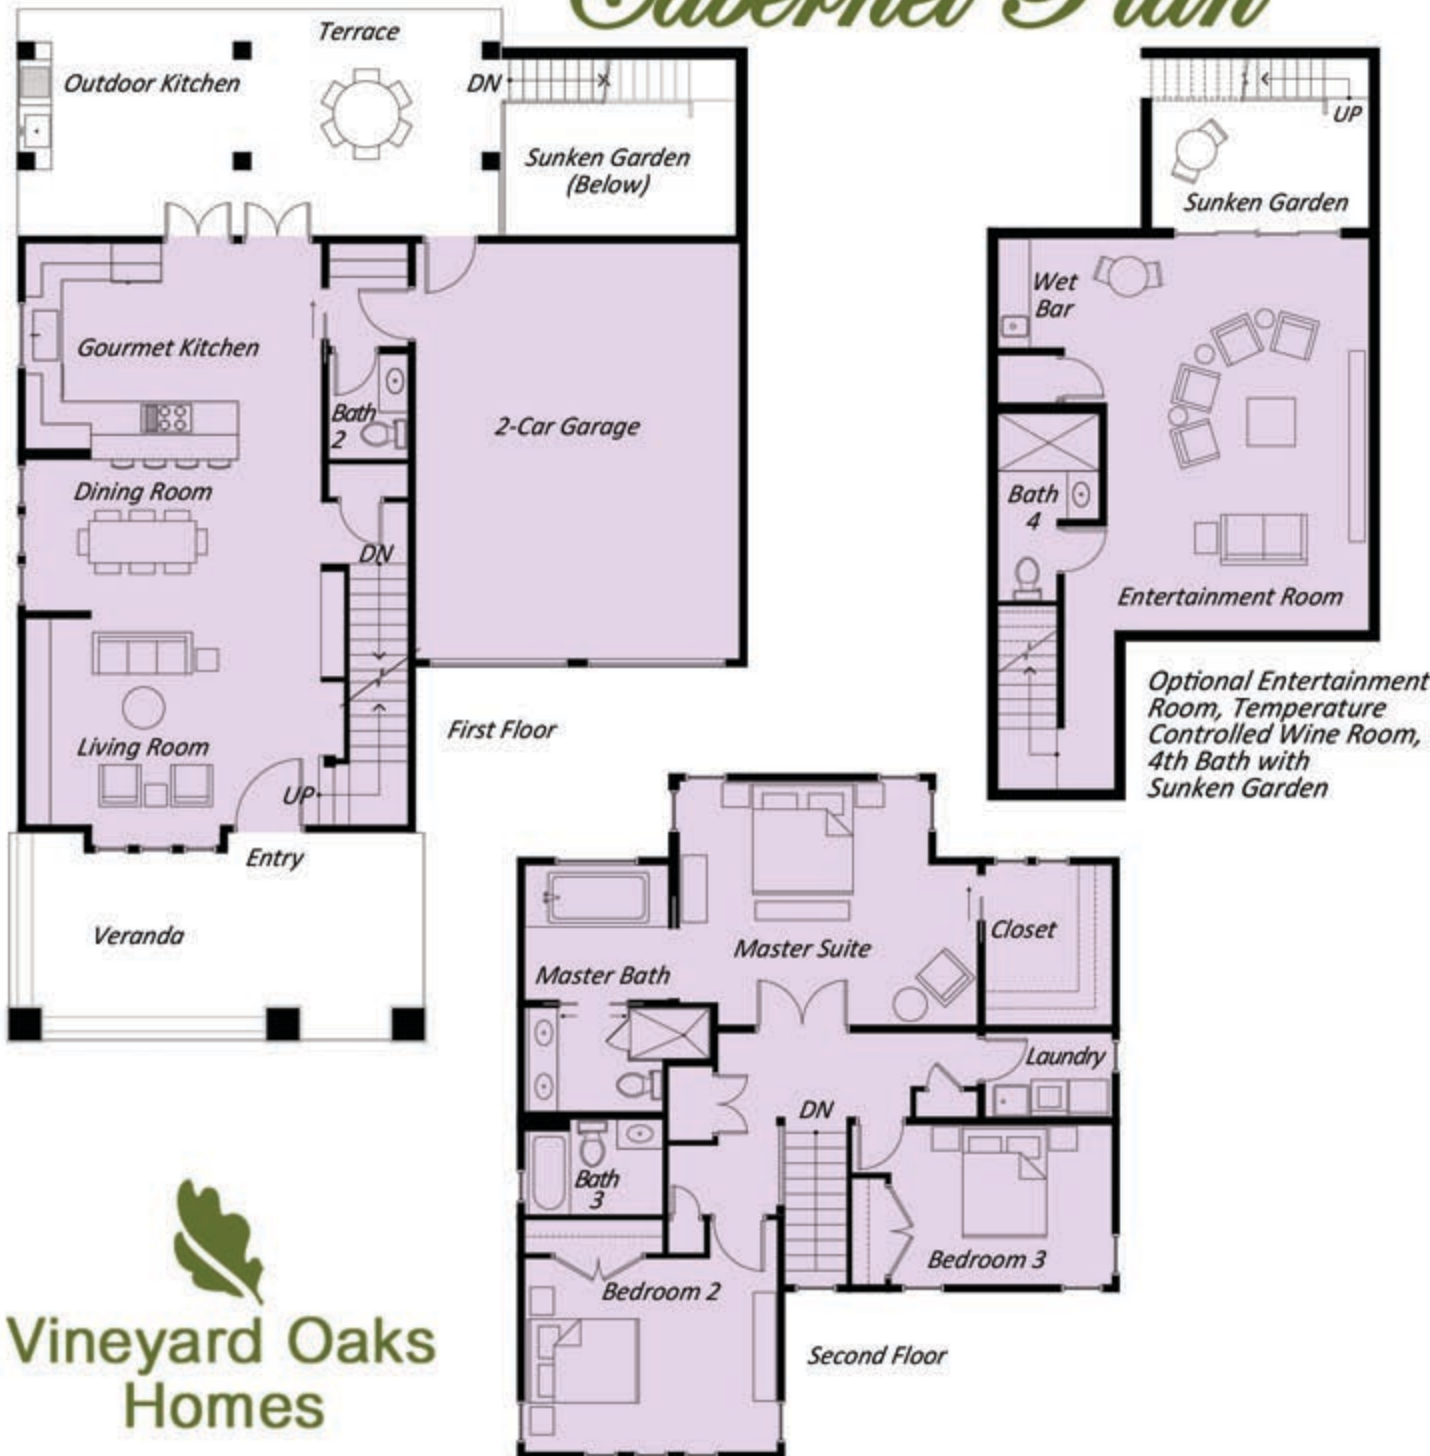 Cabernet Plan
Terrace
Outdoor Kitchen
DN
Sunken Garden
(Below)
Gourmet Kitchen
Bath
2
2-Car Garage
Dining Room
DN
Living Room
UP
Entry
Veranda
First Floor
UP
Sunken Garden
Wet
Bar
Bath
4
Entertainment Room
Optional Entertainment
Room, Temperature
Controlled Wine Room,
4th Bath with
Sunken Garden
Master Suite
Closet
Master Bath
Laundry
DN
Bath
3
Bedroom 3
Bedroom 2
Second Floor
Vineyard Oaks
Homes